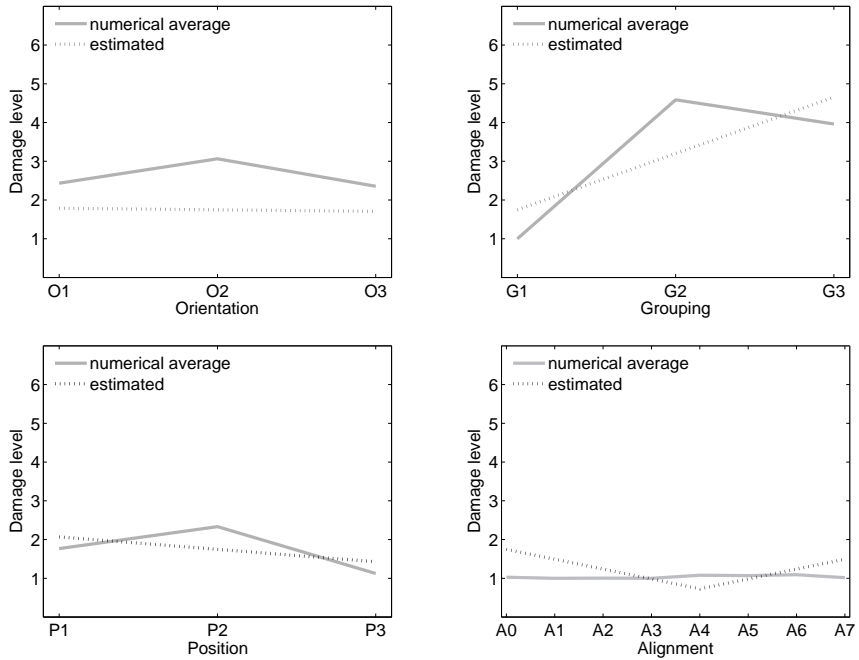 numerical average
estimated
6
5
4
3
2
1
Damage level
O1 O2 O3
Orientation
numerical average
estimated
6
5
4
3
2
1
Damage level
G1 G2 G3
Grouping
numerical average
estimated
6
5
4
3
2
1
Damage level
P1 P2 P3
Position
numerical average
estimated
6
5
4
3
2
1
Damage level
A0 A1 A2 A3 A4 A5 A6 A7
Alignment